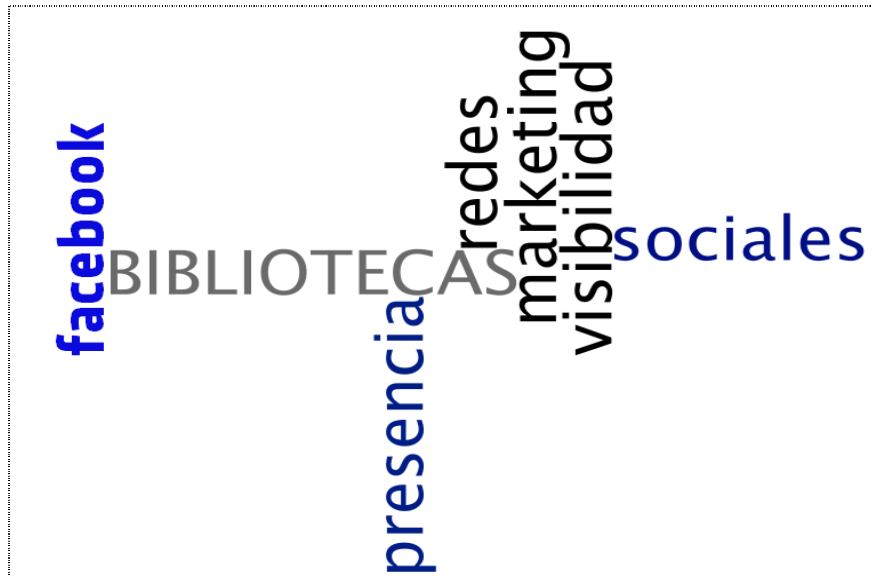 facebook
BIBLIOTECAS
presencia
redes
marketing
visibilidad
sociales